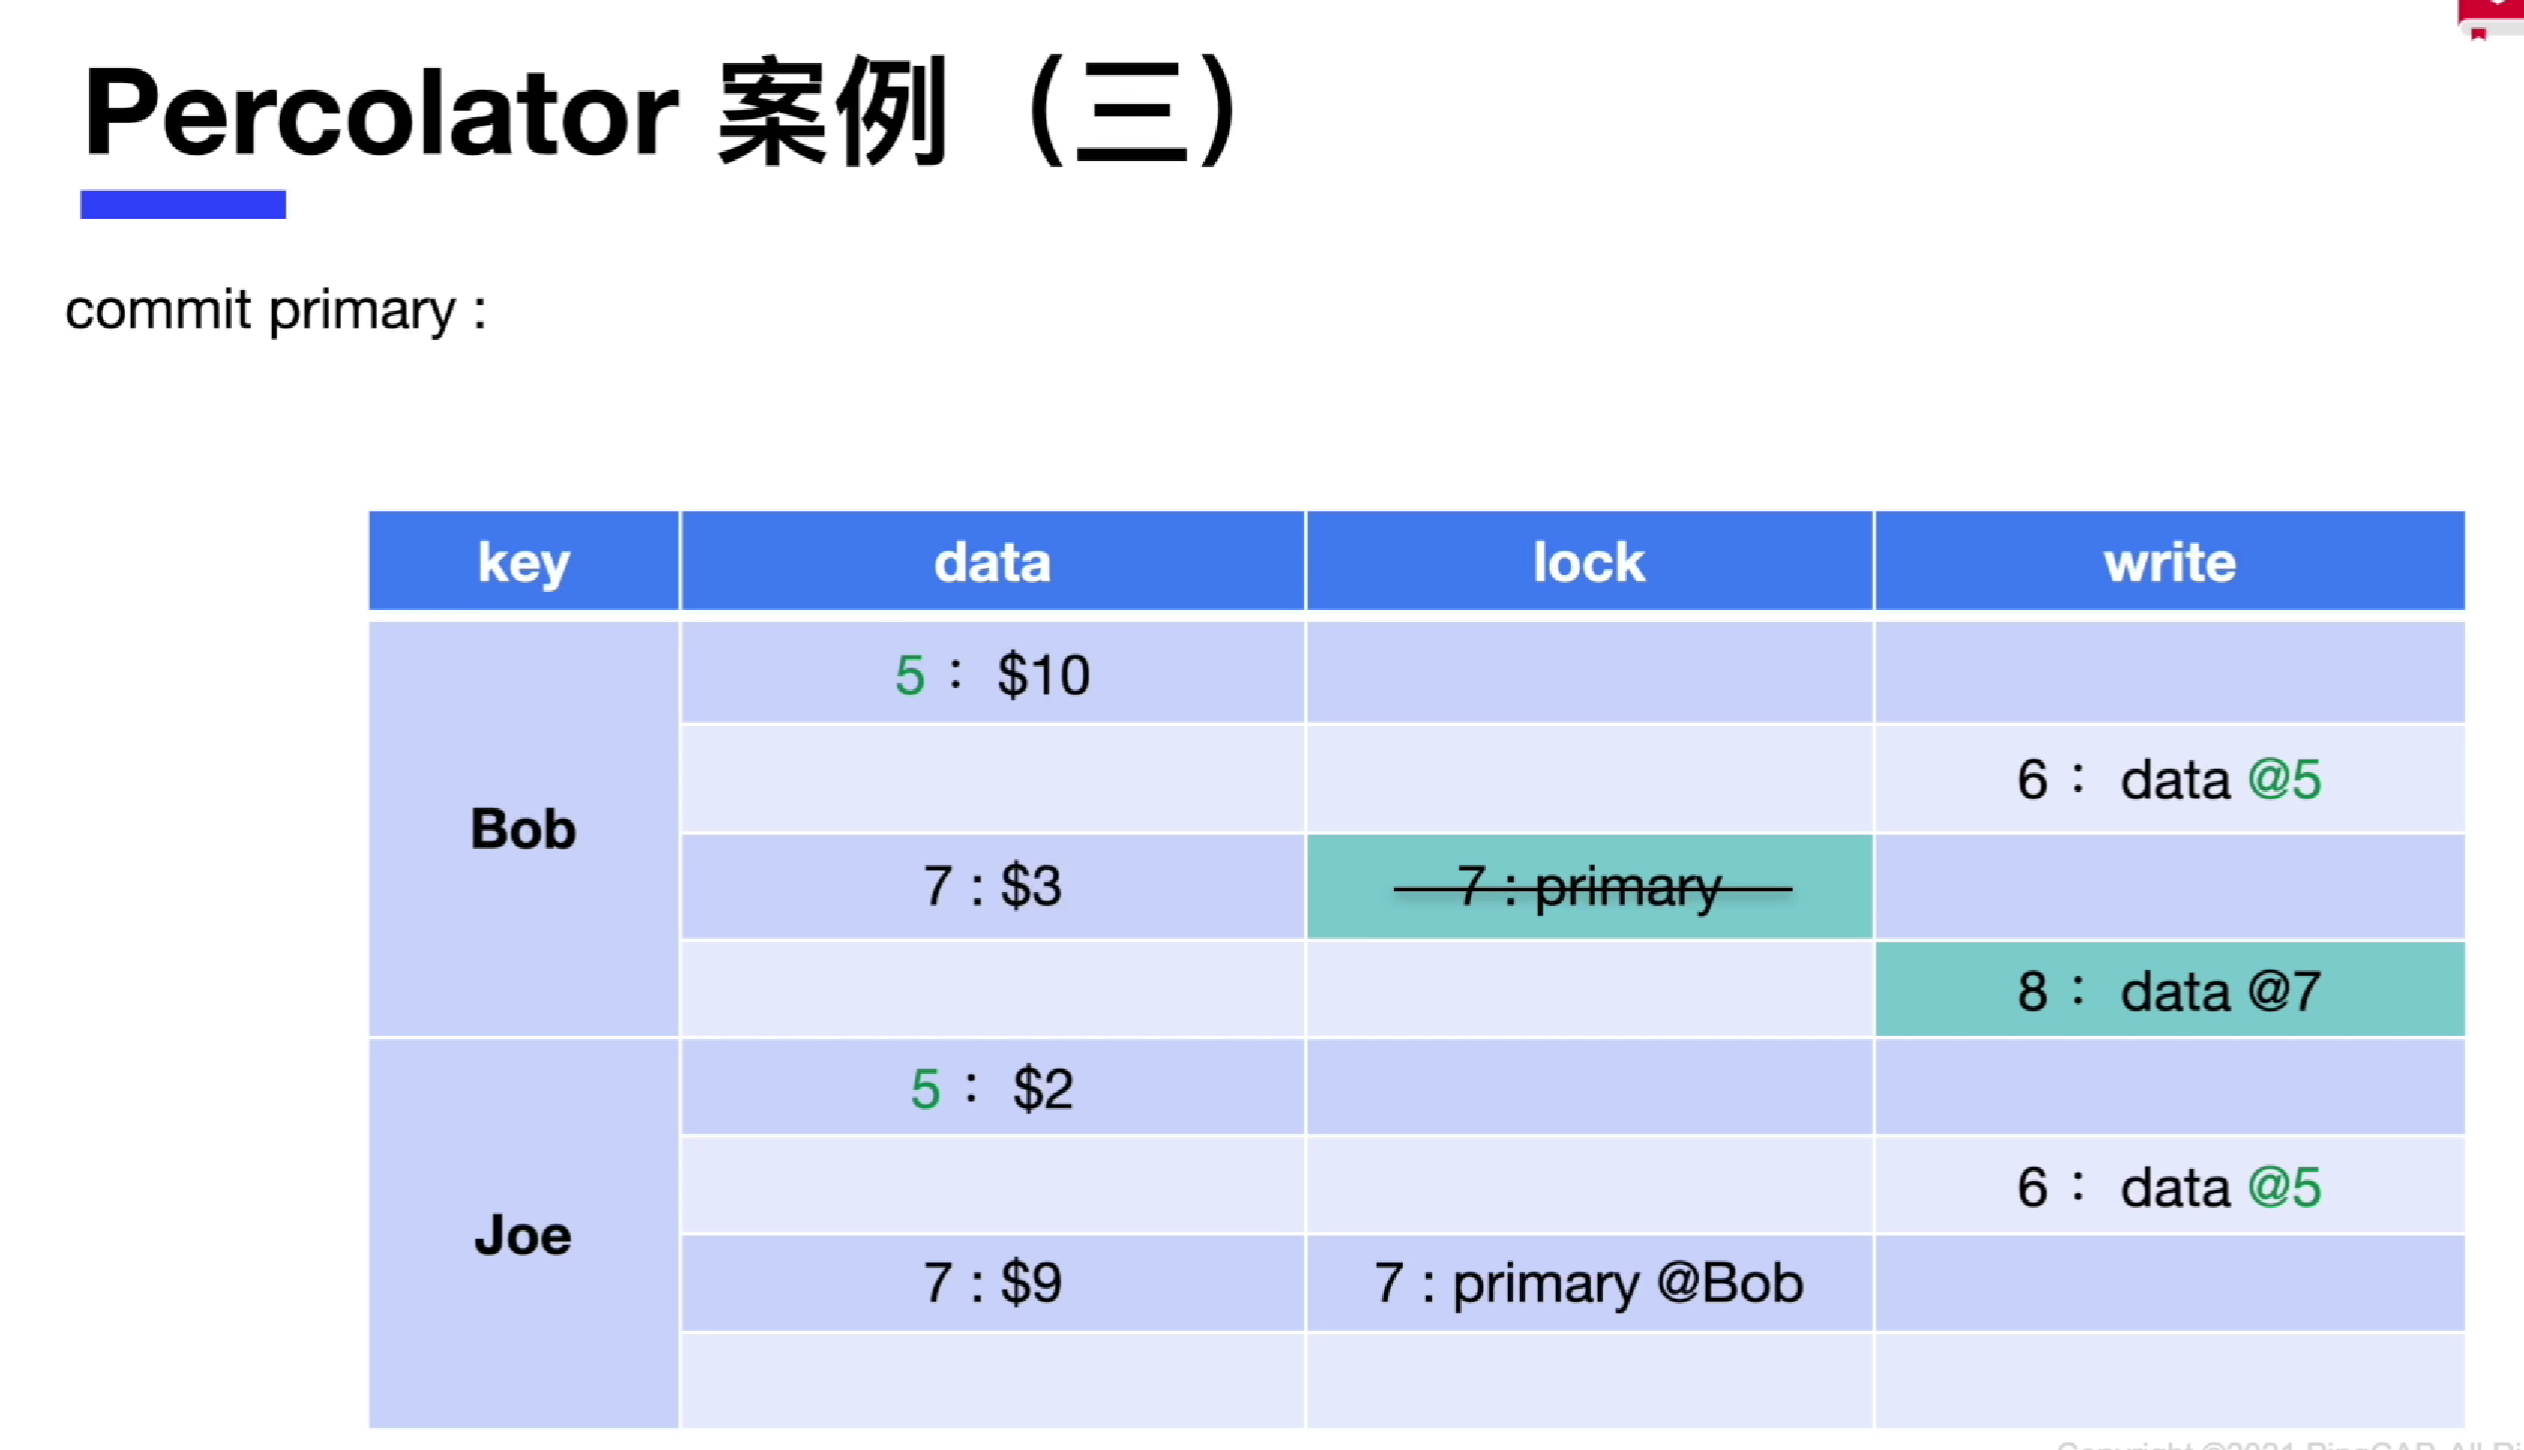 Percolator 案例（三）
commit primary :
key data lock write
5： $10
6： data @5
Bob
7 : $3 7 : primary
8： data @7
5： $2
6： data @5
Joe
7 : $9 7 : primary @Bob